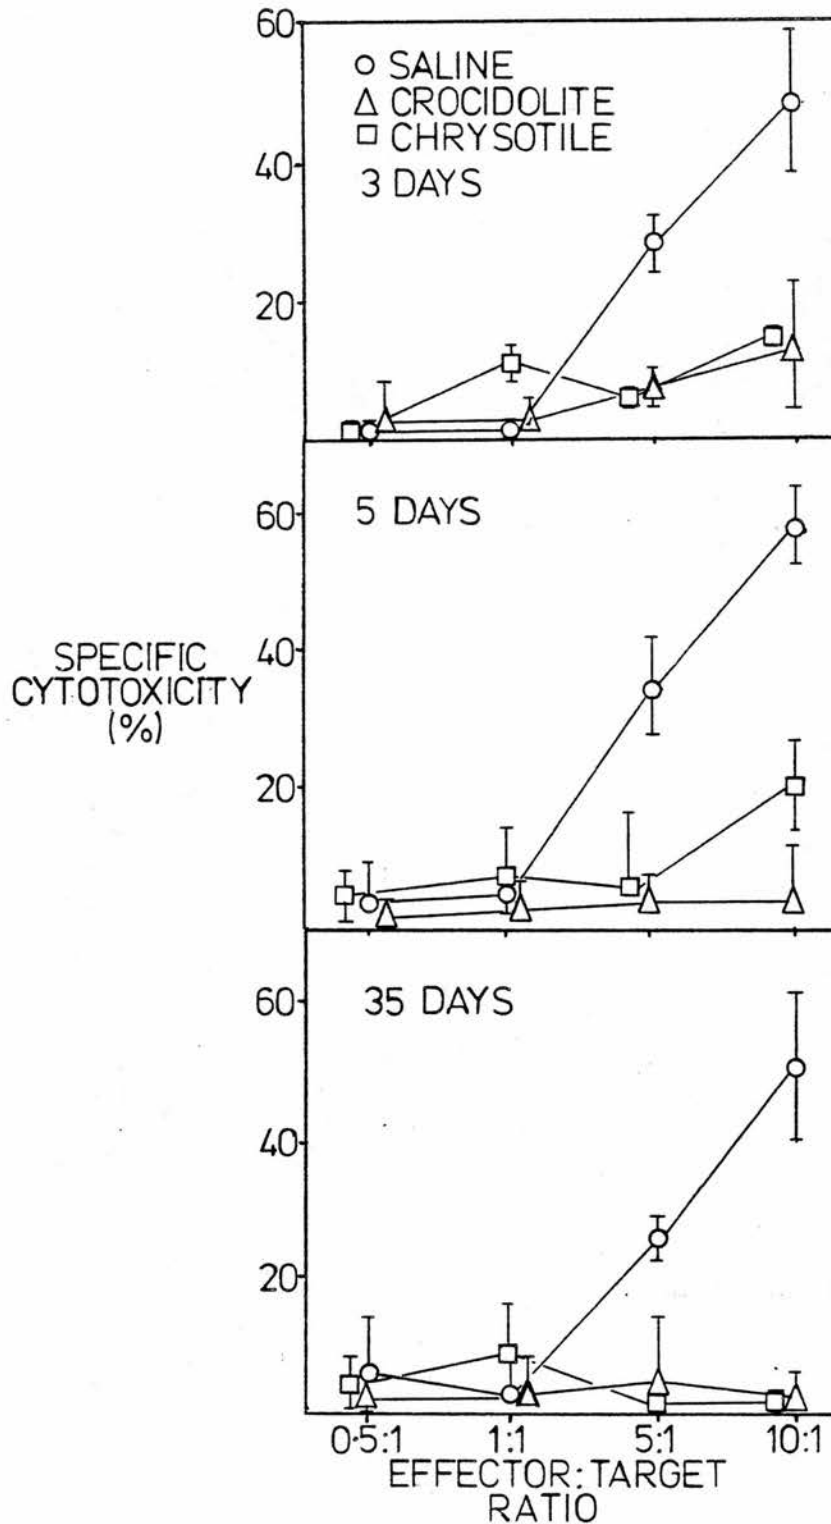 60
○ SALINE
△ CROCIDOLITE
□ CHRYSOTILE
40
3 DAYS
20
60
5 DAYS
40
SPECIFIC
CYTOTOXICITY
(%)
20
60
35 DAYS
40
20
0·5:1 1:1 5:1 10:1
EFFECTOR:TARGET
RATIO